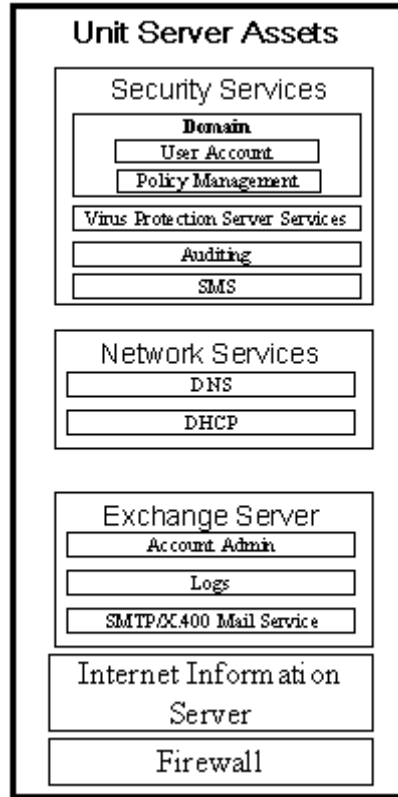 Unit Server Assets
Security Services
Domain
User Account
Policy Management
Virus Protection Server Services
Auditing
SMS
Network Services
DNS
DHCP
Exchange Server
Account Admin
Logs
SMTP/X.400 Mail Service
Internet Information
Server
Firewall